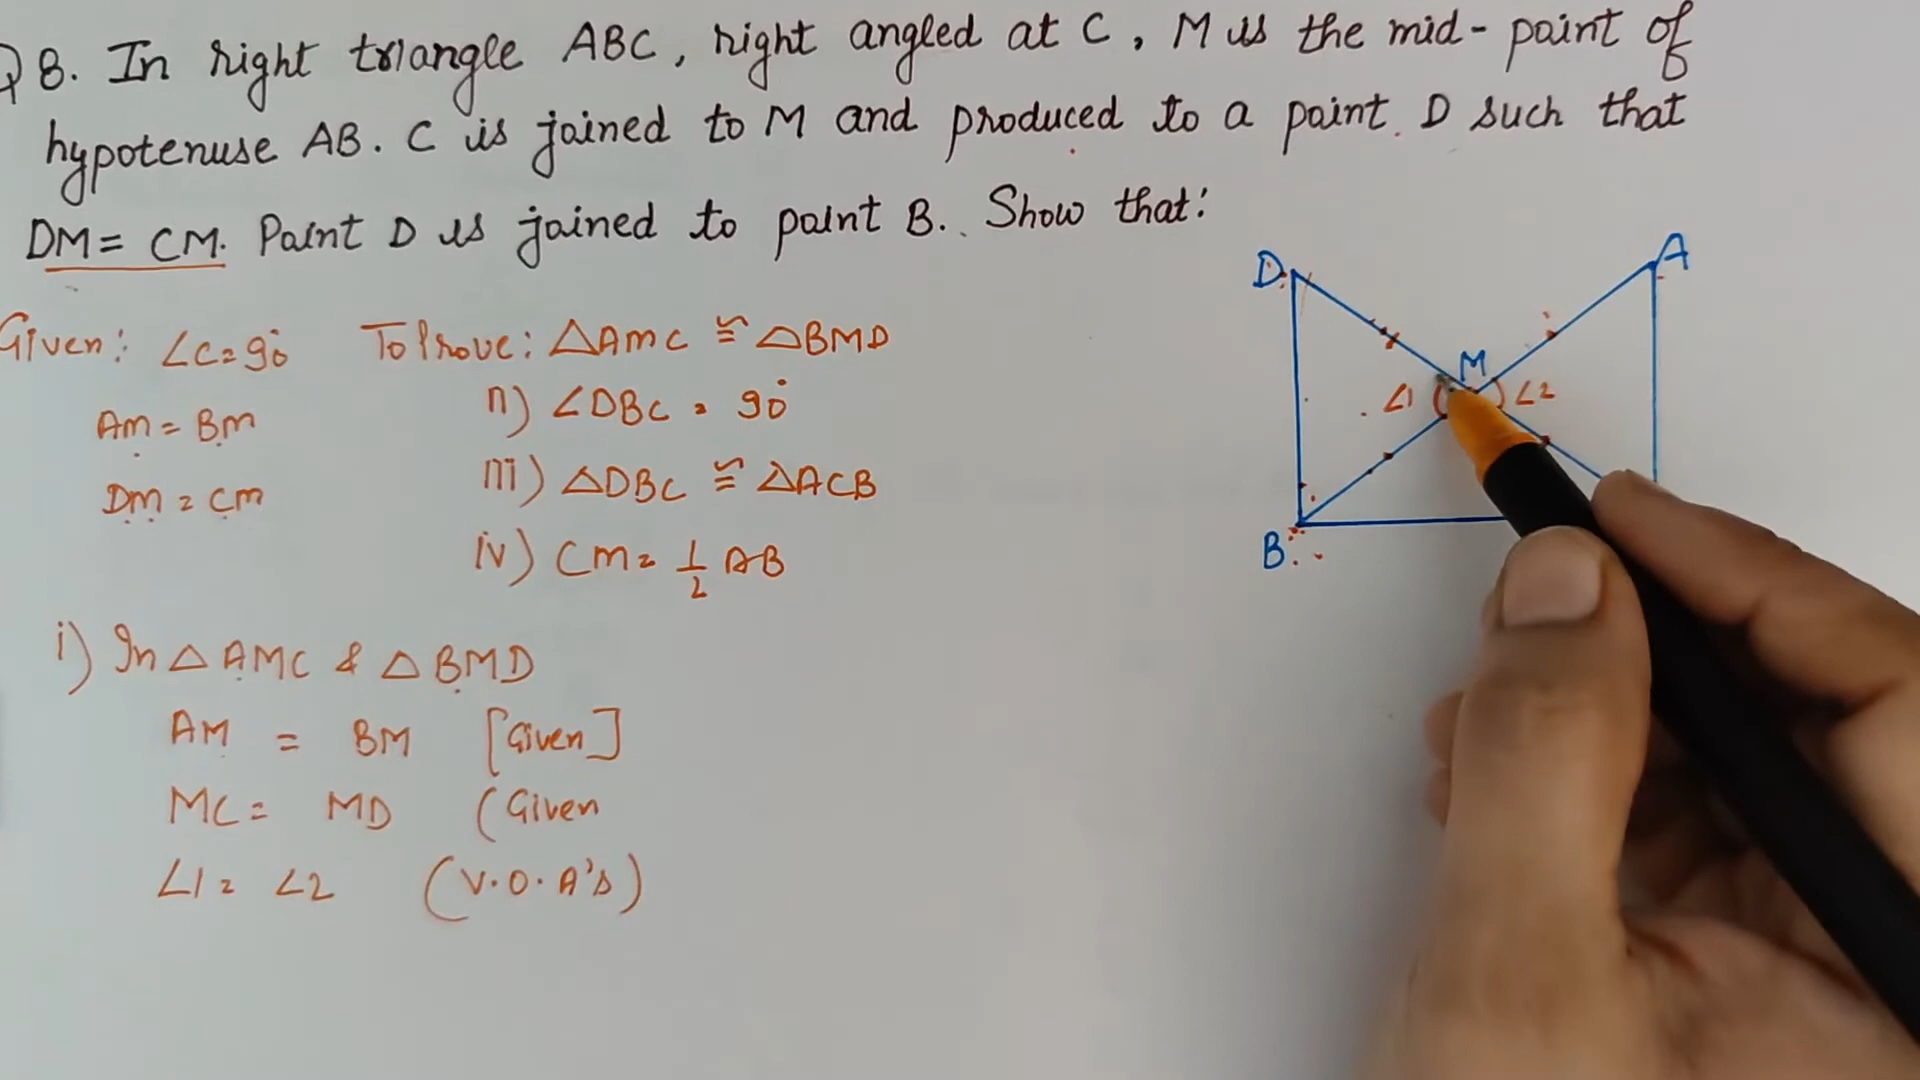 Q8. In right triangle ABC, right angled at C, M is the mid-point of
hypotenuse AB. C is joined to M and produced to a point D such that
DM = CM. Point D is joined to point B. Show that:
Given: ∠C = 90° To Prove: △AMC ≅ △BMD
AM = BM ii) ∠DBC = 90°
DM = CM iii) △DBC ≅ △ACB
iv) CM = 1/2 AB
i) In △AMC & △BMD
AM = BM [Given]
MC = MD (Given
∠1 = ∠2 (V.O.A's)
D A
M
∠1 ∠2
B